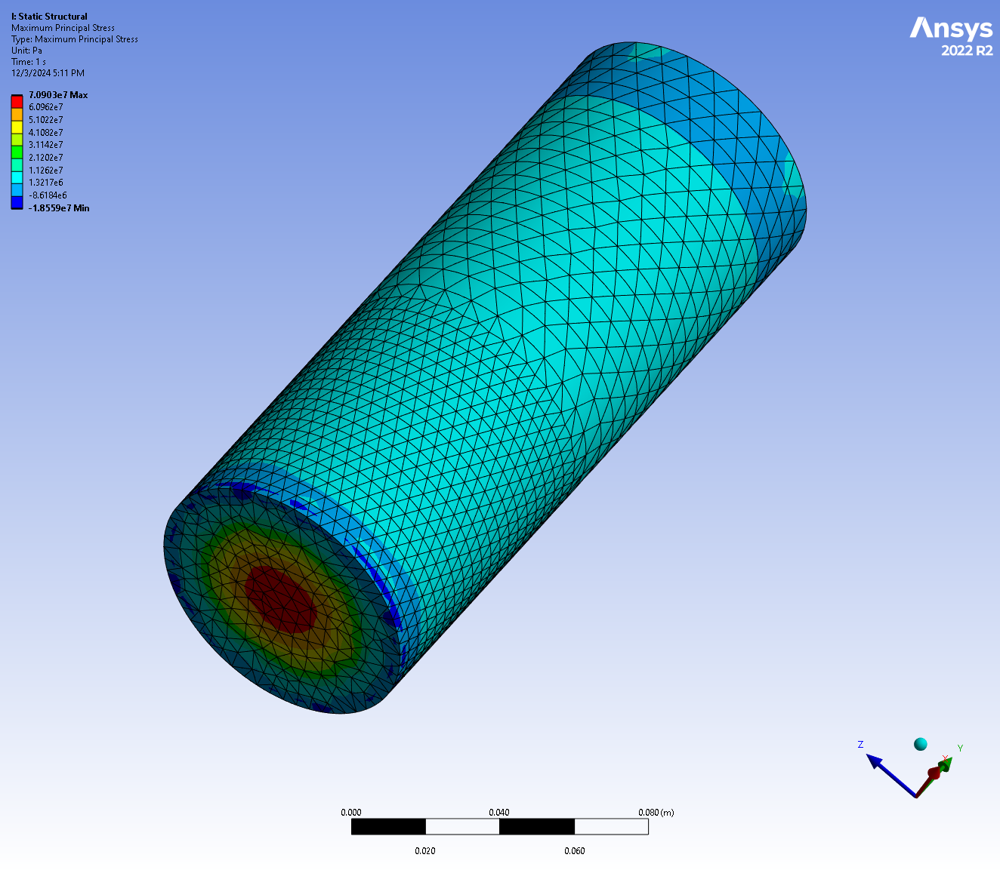 I: Static Structural
Maximum Principal Stress
Type: Maximum Principal Stress
Unit: Pa
Time: 1 s
12/3/2024 5:11 PM
7.0903e7 Max
6.0962e7
5.1022e7
4.1082e7
3.1142e7
2.1202e7
1.1262e7
1.3217e6
-8.6184e6
-1.8559e7 Min
Ansys
2022 R2
Z
X
Y
0.000 0.040 0.080 (m)
0.020 0.060